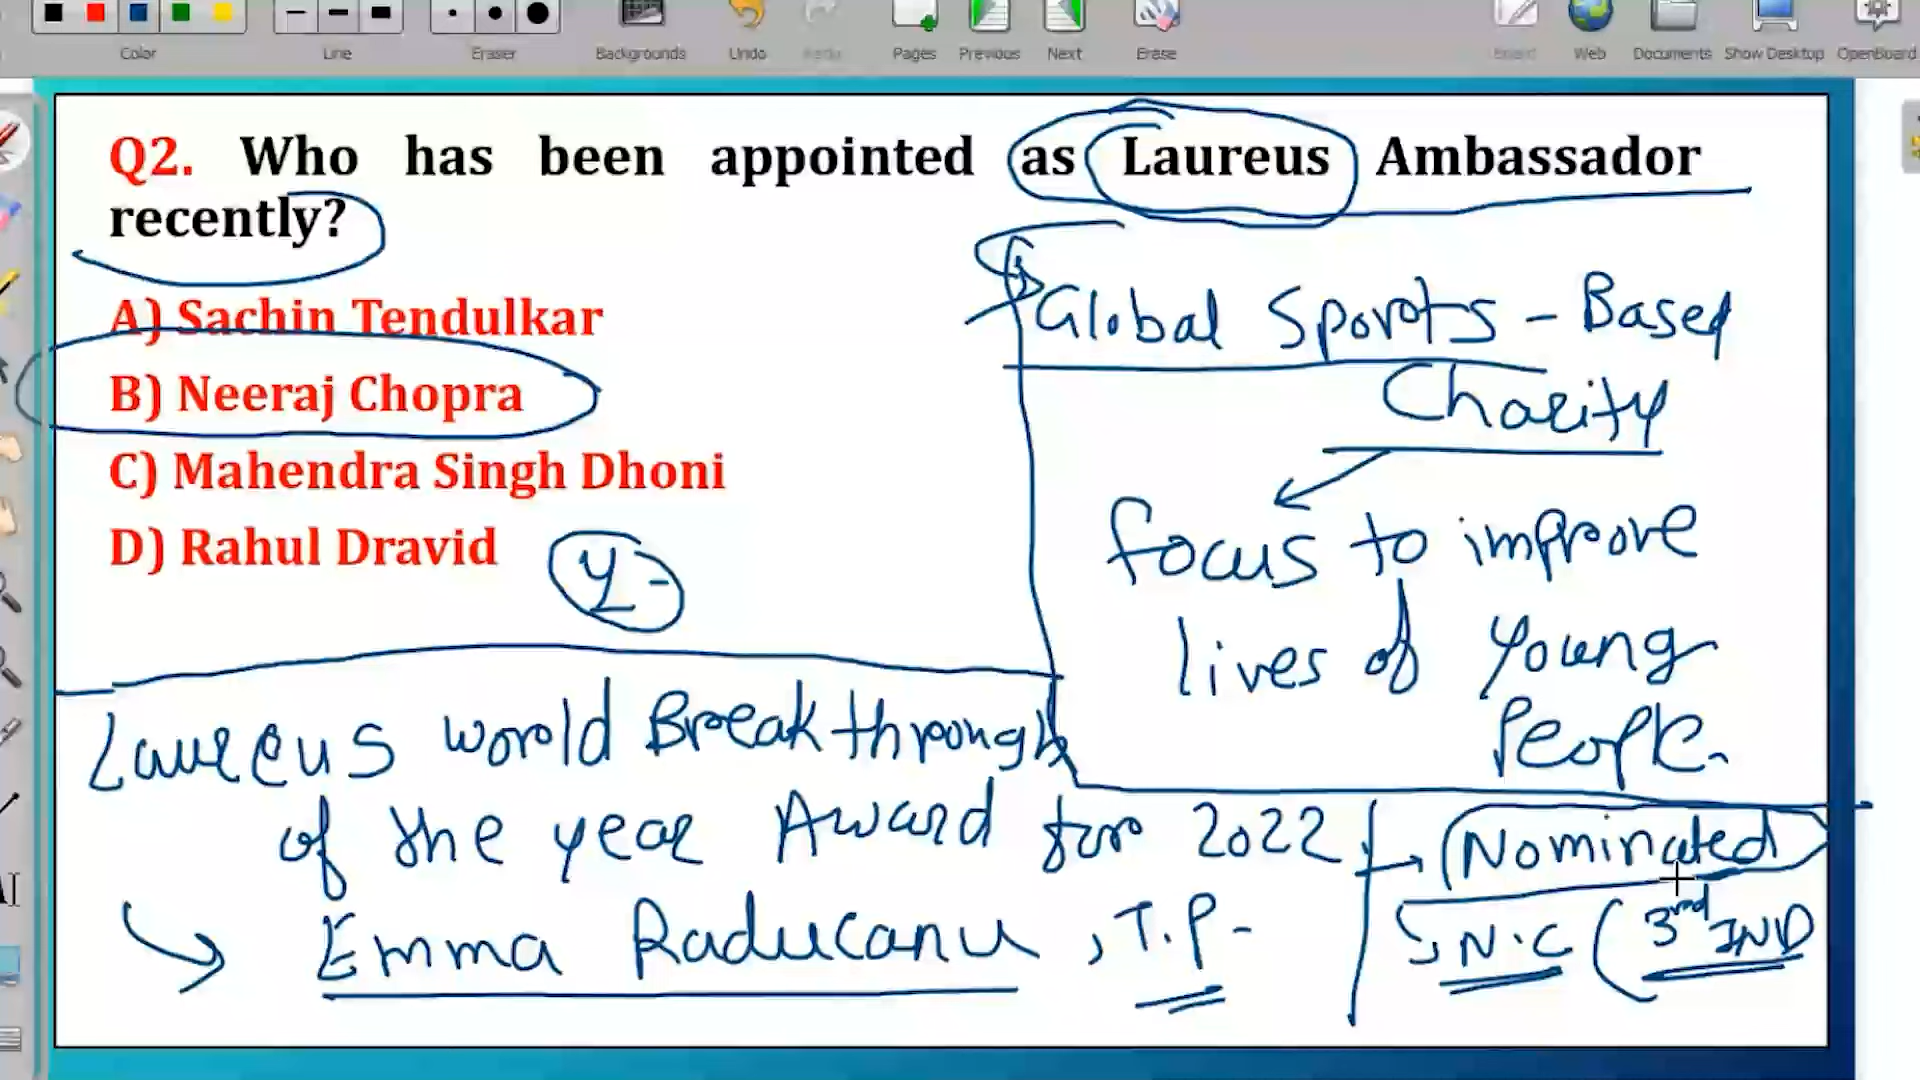 Color
Line
Eraser
Backgrounds
Undo
Redo
Pages
Previous
Next
Erase
Board
Web
Documents
Show Desktop
OpenBoard
Q2. Who has been appointed as Laureus Ambassador
recently?
A) Sachin Tendulkar
B) Neeraj Chopra
C) Mahendra Singh Dhoni
D) Rahul Dravid
Global Sports - Based
Charity
focus to improve
lives of young
People.
Laureus world Breakthrough
of the year Award for 2022
Emma Raducanu, T.P-
Nominated
N.C (3rd IND